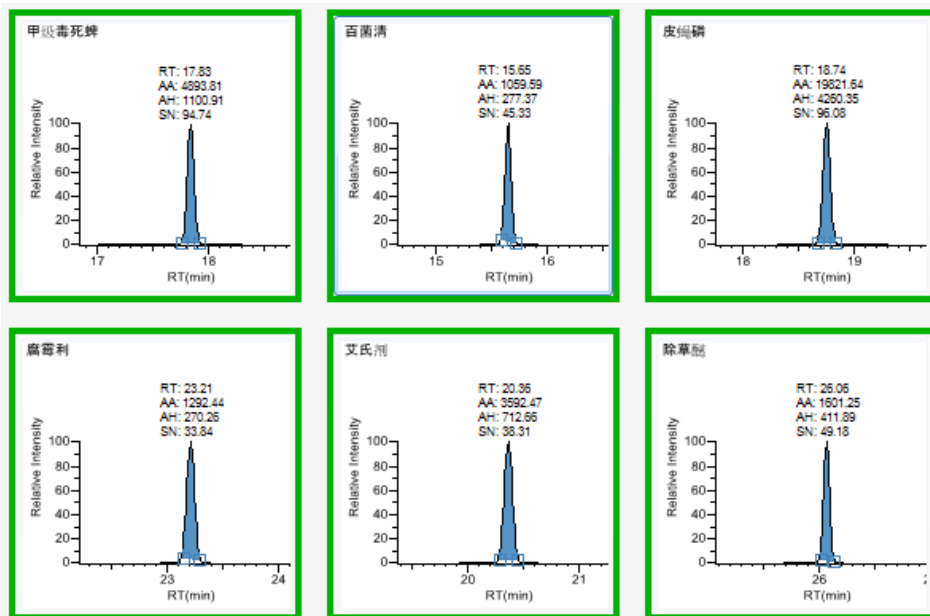 甲级毒死蜱
RT: 17.83
AA: 4893.81
AH: 1100.91
SN: 94.74
Relative Intensity
100
80
60
40
20
0
17 18
RT(min)
百菌清
RT: 15.65
AA: 1059.59
AH: 277.37
SN: 45.33
Relative Intensity
100
80
60
40
20
0
15 16
RT(min)
皮蝇磷
RT: 18.74
AA: 19821.64
AH: 4260.35
SN: 96.08
Relative Intensity
100
80
60
40
20
0
18 19
RT(min)
腐霉利
RT: 23.21
AA: 1292.44
AH: 270.26
SN: 33.84
Relative Intensity
100
80
60
40
20
0
23 24
RT(min)
艾氏剂
RT: 20.36
AA: 3592.47
AH: 712.66
SN: 38.31
Relative Intensity
100
80
60
40
20
0
20 21
RT(min)
除草醚
RT: 26.06
AA: 1601.25
AH: 411.89
SN: 49.18
Relative Intensity
100
80
60
40
20
0
26
RT(min)